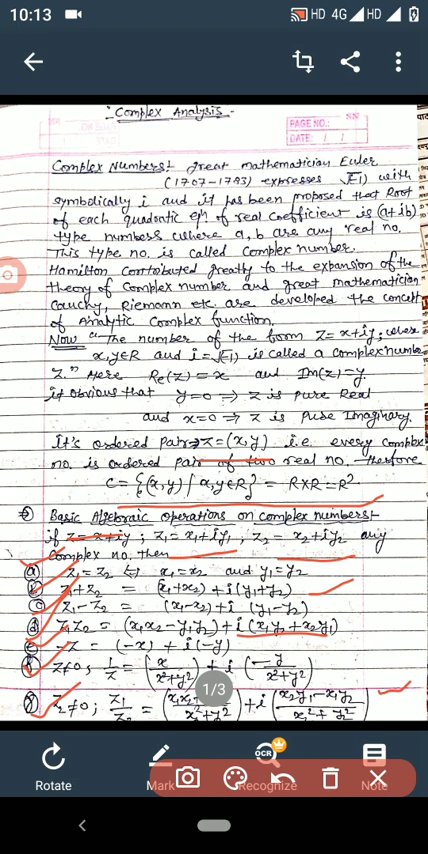 10:13
HD 4G HD
Complex Analysis
PAGE NO.:
DATE: / /
Complex Numbers:- great mathematician Euler
(1707-1783) expresses √(-1) with
symbolically i and it has been proposed that Root
of each quadratic eqn of real coefficient is (a+ib)
type numbers where a, b are any real no.
This type no. is called Complex number.
Hamilton contributed greatly to the expansion of the
theory of complex number and great mathematician
Cauchy, Riemann etc. are developed the concept
of Analytic Complex function.
Now "The number of the form z = x+iy, where
x, y∈R and i=√(-1) is called a complex number
z." Here Re(z) = x and Im(z) = y
it obvious that y=0 ⇒ z is pure Real
and x=0 ⇒ z is Pure Imaginary.
It's ordered pair ⇒ z=(x,y) i.e. every complex
no. is ordered pair of two real no. Therefore
C = {(x,y) / x,y∈R} = R×R = R²
Basic Algebraic operations on complex numbers:-
if z = x+iy ; z₁ = x₁+iy₁ ; z₂ = x₂+iy₂ any
complex no. then
(a) z₁ = z₂ ⇔ x₁ = x₂ and y₁ = y₂
(b) z₁+z₂ = (x₁+x₂) + i(y₁+y₂)
(c) z₁-z₂ = (x₁-x₂) + i (y₁-y₂)
(d) z₁z₂ = (x₁x₂-y₁y₂) + i(x₁y₂+x₂y₁)
(e) -z = (-x) + i(-y)
(f) z≠0, 1/z = (x/x²+y²) + i(-y/x²+y²)
(g) z₂≠0; z₁/z₂
1/3
Rotate
Mark
OCR
Recognize
Note